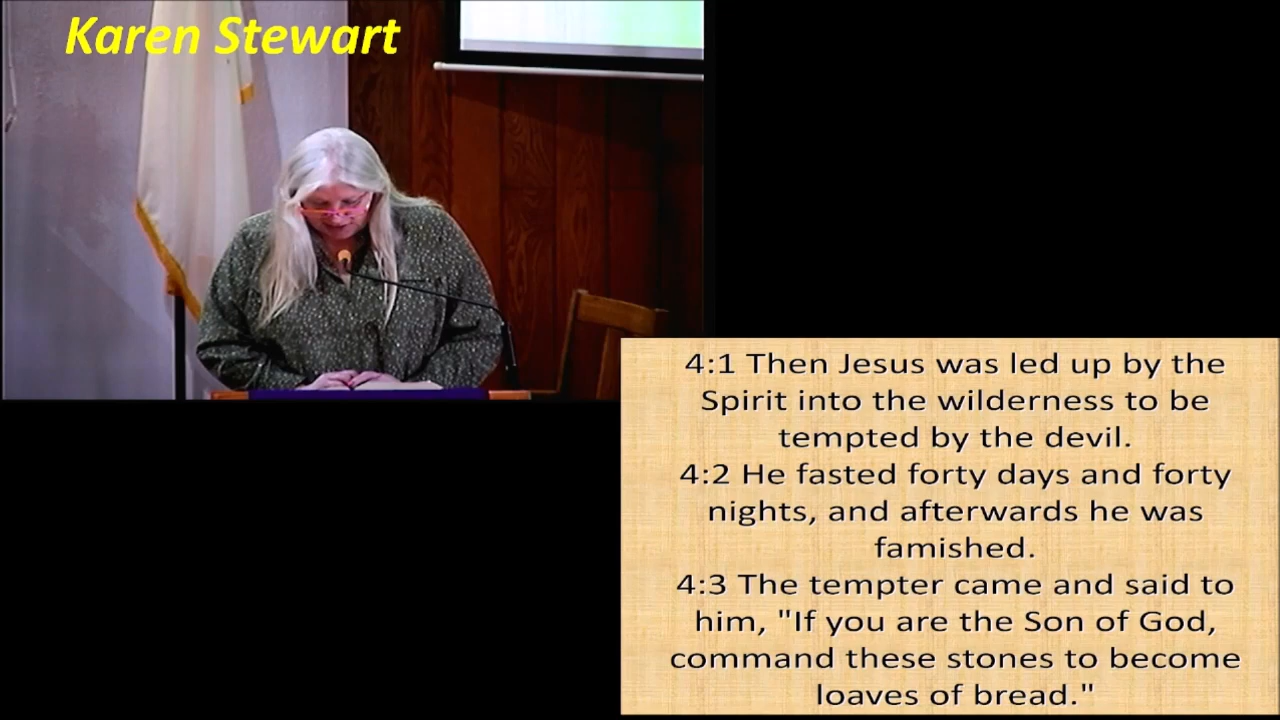 Karen Stewart
4:1 Then Jesus was led up by the
Spirit into the wilderness to be
tempted by the devil.
4:2 He fasted forty days and forty
nights, and afterwards he was
famished.
4:3 The tempter came and said to
him, "If you are the Son of God,
command these stones to become
loaves of bread."